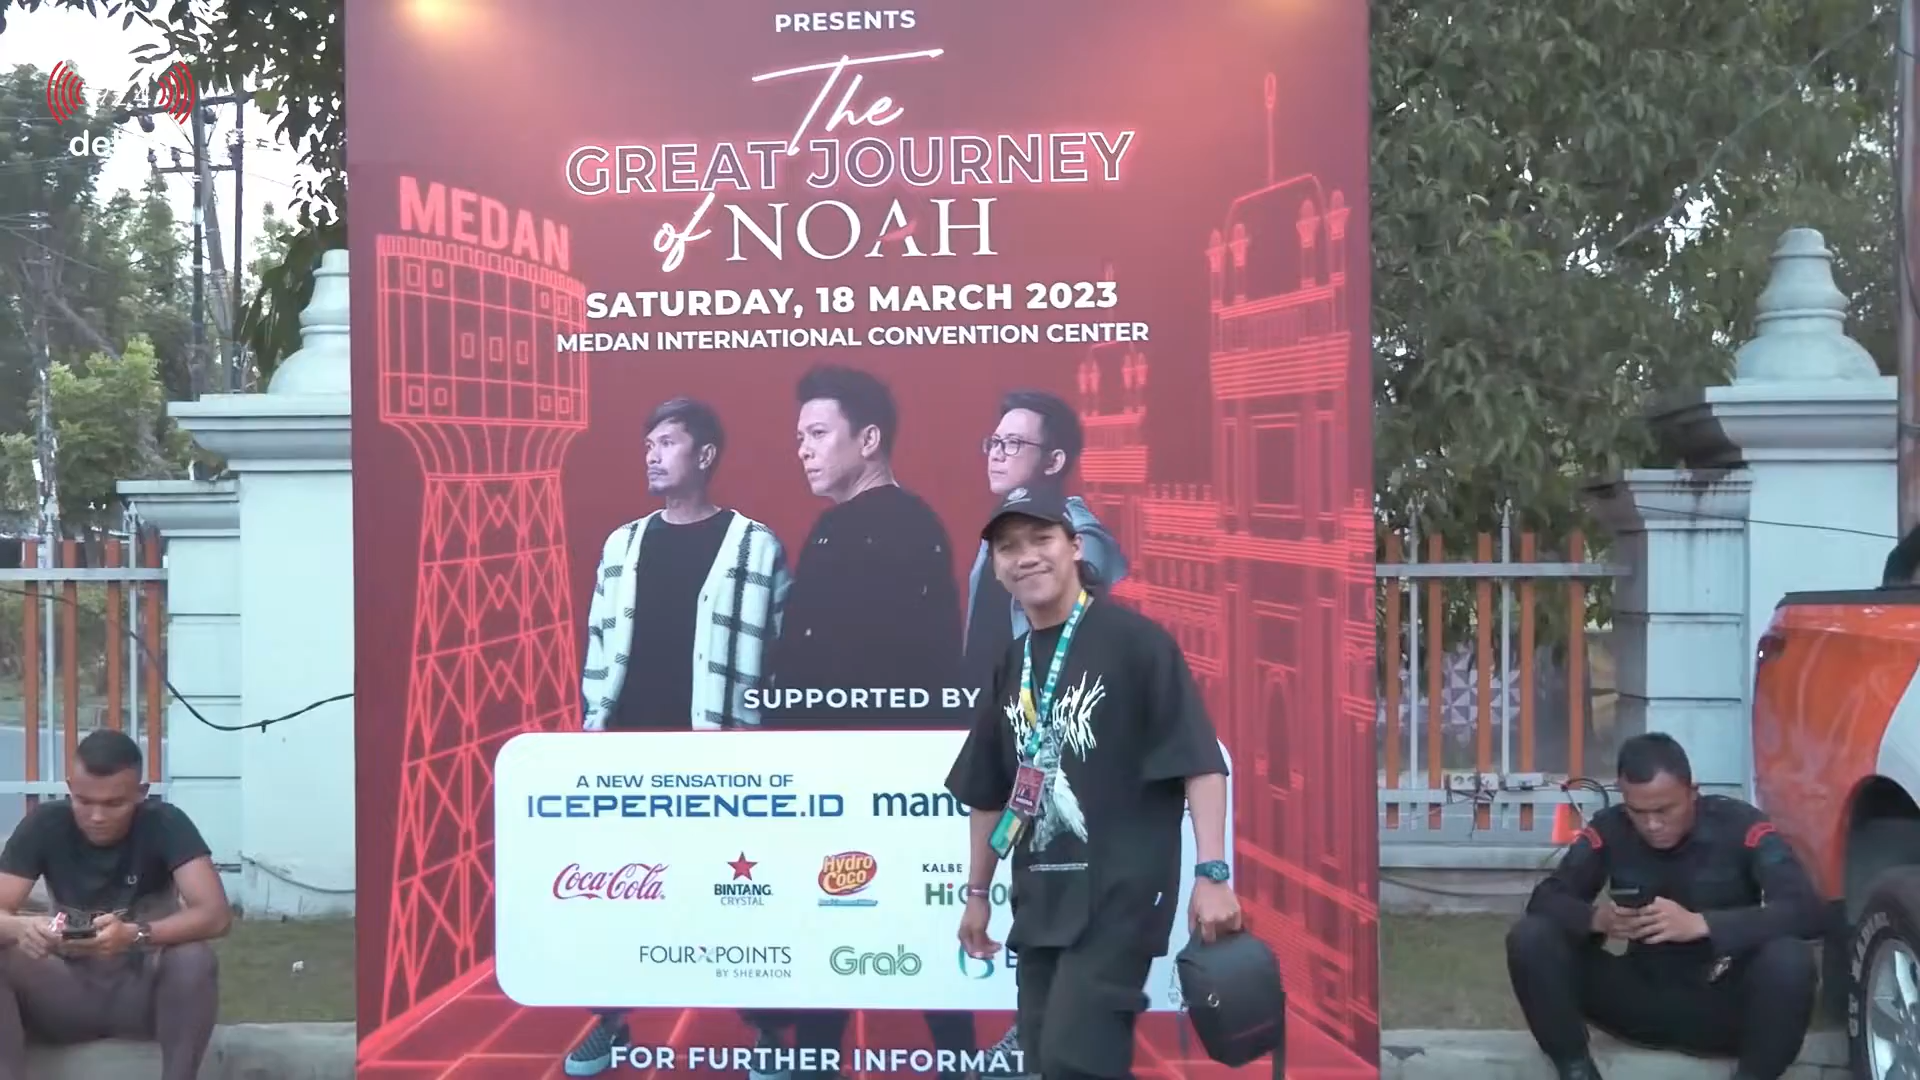 PRESENTS
The
GREAT JOURNEY
of NOAH
MEDAN
SATURDAY, 18 MARCH 2023
MEDAN INTERNATIONAL CONVENTION CENTER
SUPPORTED BY
A NEW SENSATION OF
ICEPERIENCE.ID
Coca-Cola
BINTANG
CRYSTAL
Hydro
Coco
KALBE
Hi
FOUR POINTS
BY SHERATON
Grab
FOR FURTHER INFORMAT